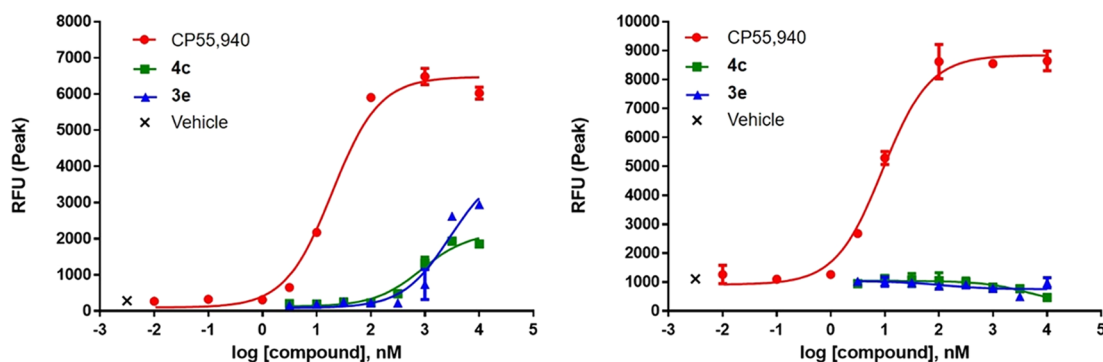 8000
7000
6000
5000
4000
3000
2000
1000
0
RFU (Peak)
CP55,940
4c
3e
Vehicle
-3 -2 -1 0 1 2 3 4 5
log [compound], nM
10000
9000
8000
7000
6000
5000
4000
3000
2000
1000
0
RFU (Peak)
CP55,940
4c
3e
Vehicle
-3 -2 -1 0 1 2 3 4 5
log [compound], nM